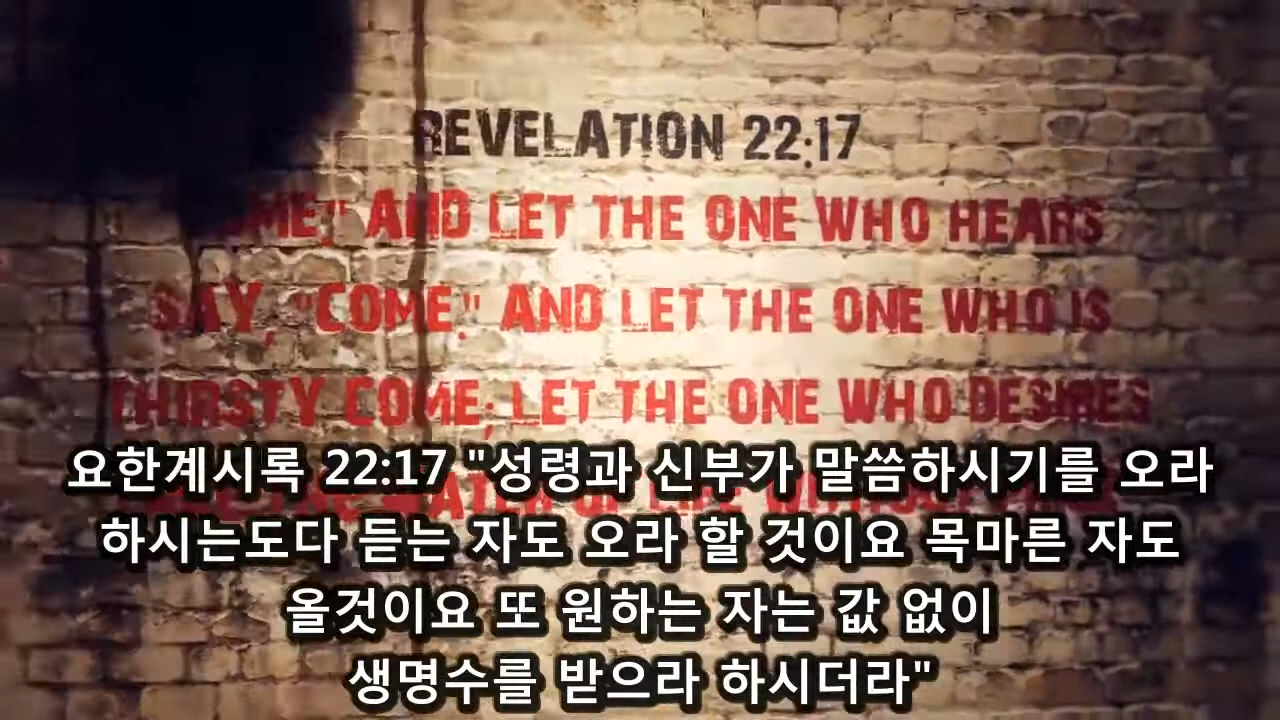 REVELATION 22:17
AND LET THE ONE WHO HEARS
SAY, "COME." AND LET THE ONE WHO IS
THIRSTY COME; LET THE ONE WHO DESIRES
요한계시록 22:17 "성령과 신부가 말씀하시기를 오라
하시는도다 듣는 자도 오라 할 것이요 목마른 자도
올것이요 또 원하는 자는 값 없이
생명수를 받으라 하시더라"